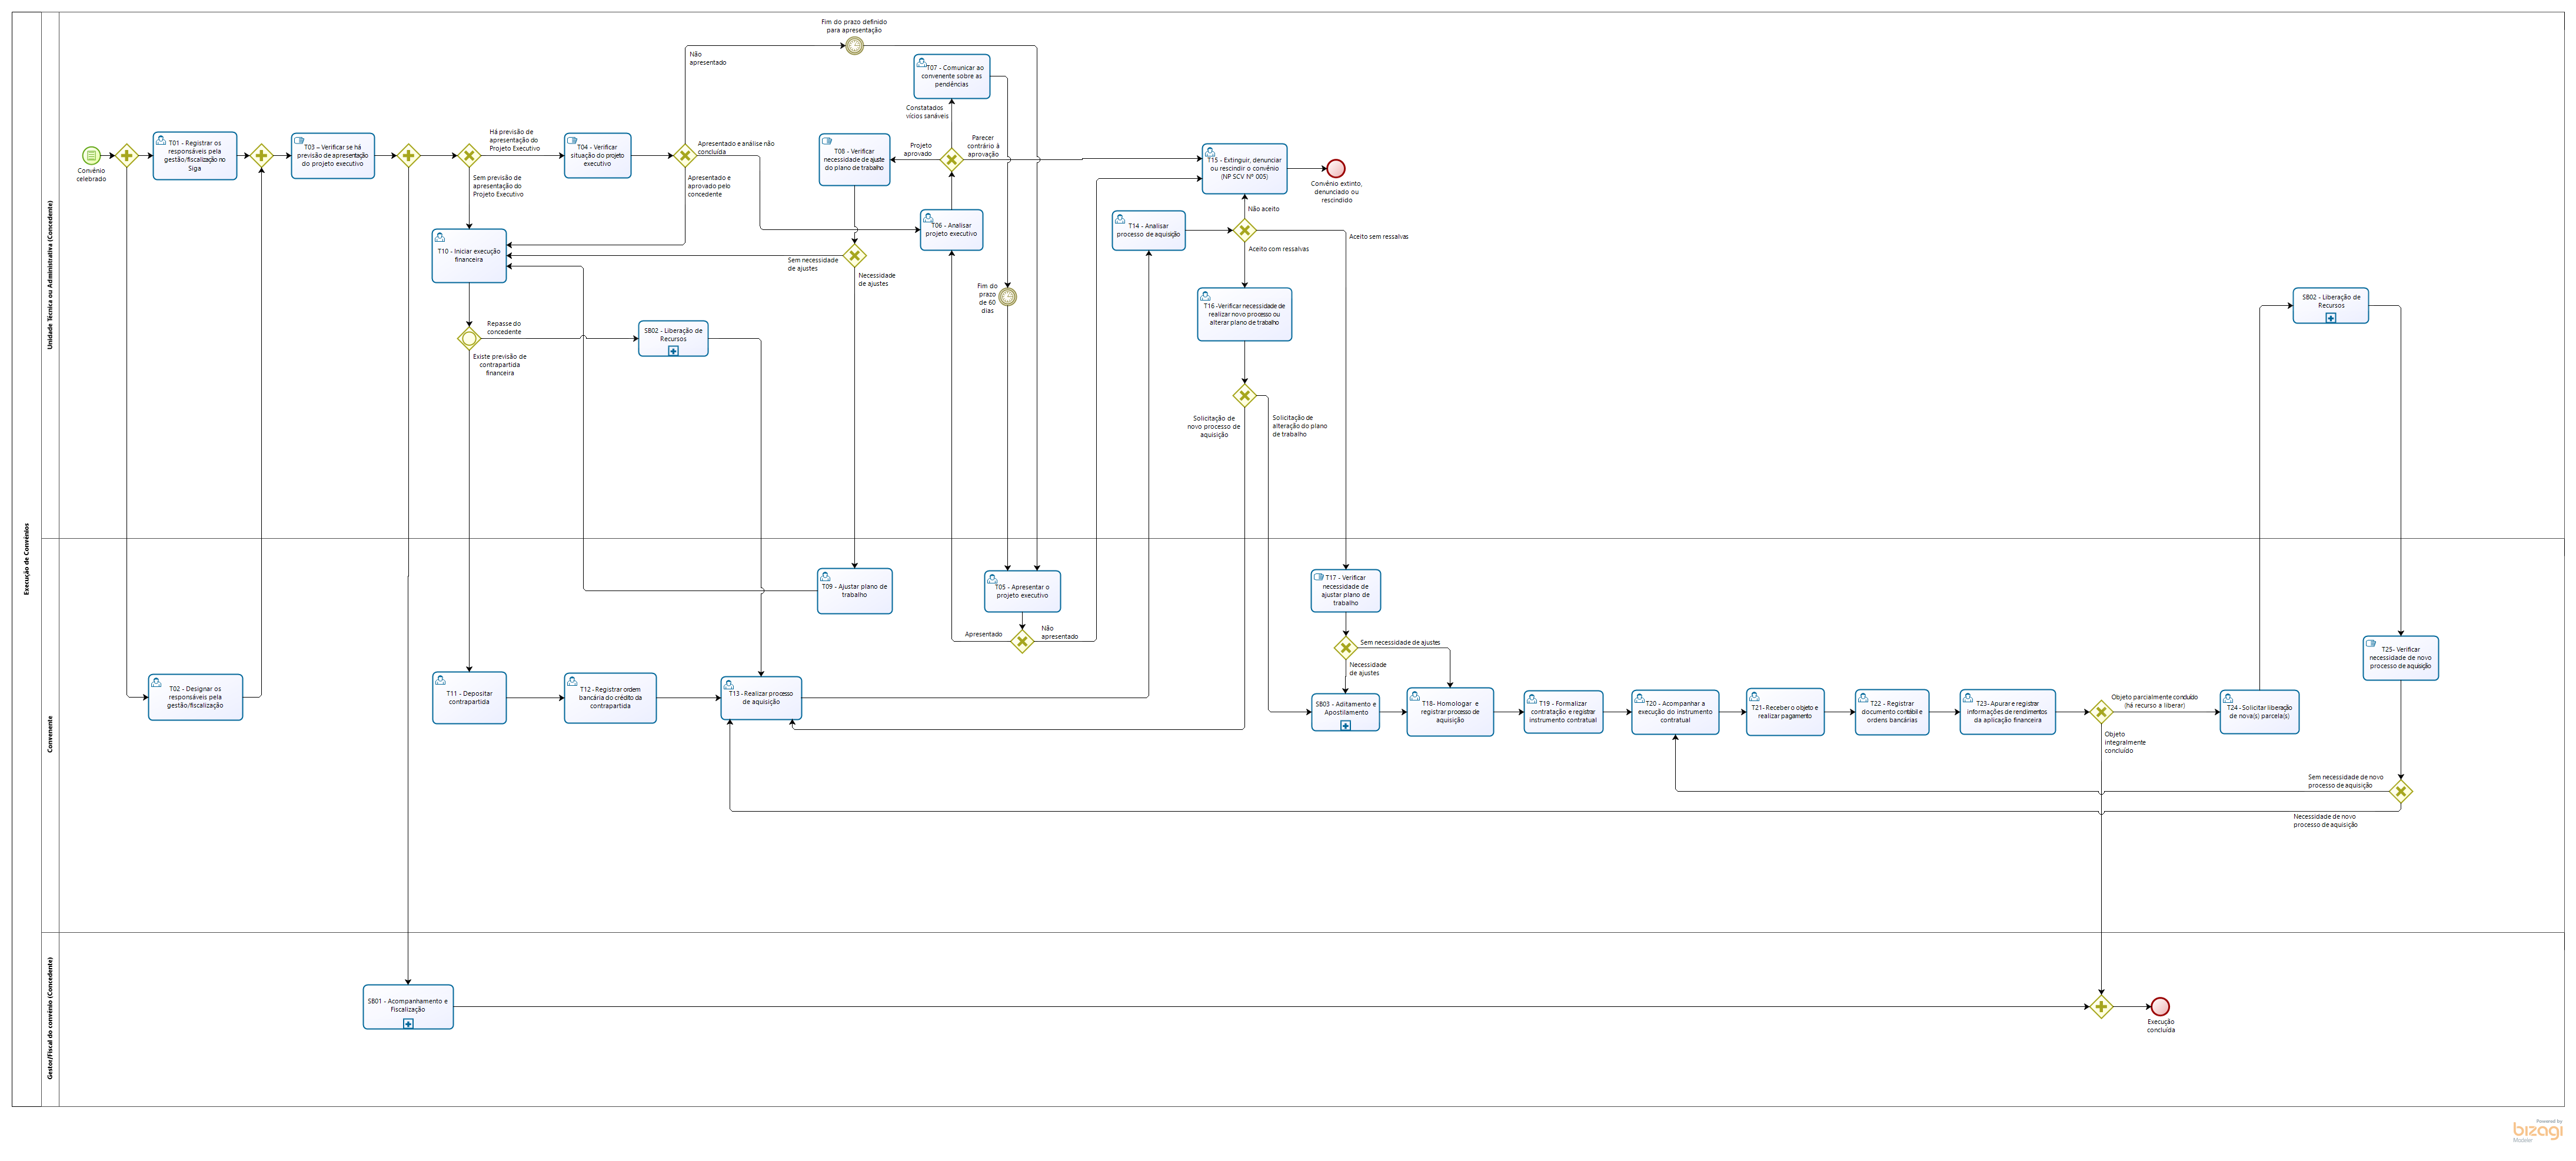 Execução de Convênios
Unidade Técnica ou Administrativa (Concedente)
Fim do prazo definido
para apresentação
Não
apresentado
T07 - Comunicar ao
convenente sobre as
pendências
Constatados
vícios sanáveis
Convênio
celebrado
T01 - Registrar os
responsáveis pela
gestão/fiscalização no
Siga
T03 – Verificar se há
previsão de apresentação
do projeto executivo
Há previsão de
apresentação do
Projeto Executivo
Sem previsão de
apresentação do
Projeto Executivo
T04 - Verificar
situação do projeto
executivo
Apresentado e análise não
concluída
Apresentado e
aprovado pelo
concedente
T08 - Verificar
necessidade de ajuste
do plano de trabalho
Projeto
aprovado
Parecer
contrário à
aprovação
T15 - Extinguir, denunciar
ou rescindir o convênio
(NP SCV Nº 005)
Convênio extinto,
denunciado ou
rescindido
T10 - Iniciar execução
financeira
Sem necessidade
de ajustes
Necessidade
de ajustes
T06 - Analisar
projeto executivo
T14 - Analisar
processo de aquisição
Não aceito
Aceito sem ressalvas
Aceito com ressalvas
Fim do
prazo
de 60
dias
T16 -Verificar necessidade de
realizar novo processo ou
alterar plano de trabalho
SB02 - Liberação de
Recursos
Repasse do
concedente
Existe previsão de
contrapartida
financeira
SB02 - Liberação de
Recursos
Solicitação de
novo processo de
aquisição
Solicitação de
alteração do plano
de trabalho
Convenente
T09 - Ajustar plano de
trabalho
T05 - Apresentar o
projeto executivo
Apresentado
Não
apresentado
T17 - Verificar
necessidade de
ajustar plano de
trabalho
Sem necessidade de ajustes
Necessidade
de ajustes
T25- Verificar
necessidade de novo
processo de aquisição
T02 - Designar os
responsáveis pela
gestão/fiscalização
T11 - Depositar
contrapartida
T12 - Registrar ordem
bancária do crédito da
contrapartida
T13 - Realizar processo
de aquisição
SB03 - Aditamento e
Apostilamento
T18- Homologar e
registrar processo de
aquisição
T19 - Formalizar
contratação e registrar
instrumento contratual
T20 - Acompanhar a
execução do instrumento
contratual
T21- Receber o objeto e
realizar pagamento
T22 - Registrar
documento contábil e
ordens bancárias
T23- Apurar e registrar
informações de rendimentos
da aplicação financeira
Objeto parcialmente concluído
(há recurso a liberar)
Objeto
integralmente
concluído
T24 - Solicitar liberação
de nova(s) parcela(s)
Sem necessidade de novo
processo de aquisição
Necessidade de novo
processo de aquisição
Gestor/Fiscal do convênio (Concedente)
SB01 - Acompanhamento e
Fiscalização
Execução
concluída
Powered by
bizagi
Modeler